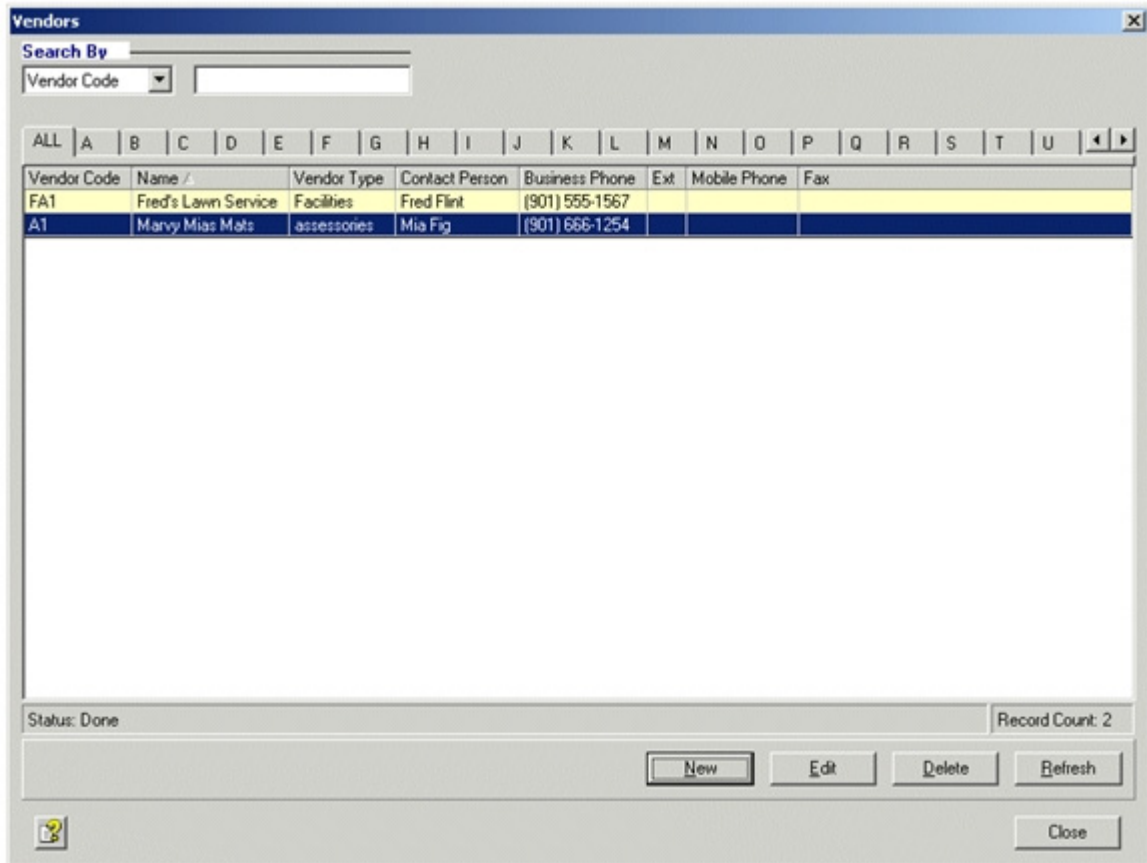 Vendors
Search By
Vendor Code
ALL A B C D E F G H I J K L M N O P Q R S T U
Vendor Code Name Vendor Type Contact Person Business Phone Ext Mobile Phone Fax
FA1 Fred's Lawn Service Facilities Fred Flint (901) 555-1567
A1 Marvy Mias Mats assessories Mia Fig (901) 666-1254
Status: Done Record Count: 2
New Edit Delete Refresh
Close